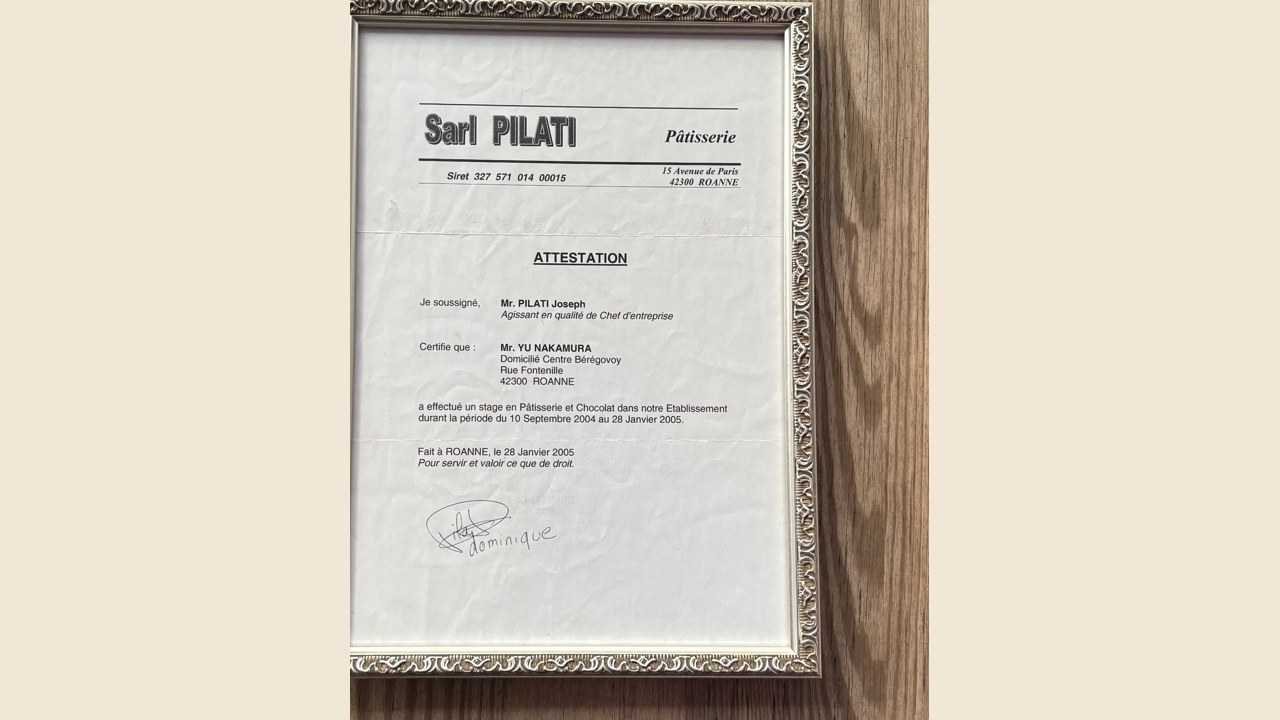 Sarl PILATI
Pâtisserie
Siret 327 571 014 00015
15 Avenue de Paris
42300 ROANNE
ATTESTATION
Je soussigné, Mr. PILATI Joseph
Agissant en qualité de Chef d'entreprise
Certifie que : Mr. YU NAKAMURA
Domicilié Centre Bérégovoy
Rue Fontenille
42300 ROANNE
a effectué un stage en Pâtisserie et Chocolat dans notre Etablissement
durant la période du 10 Septembre 2004 au 28 Janvier 2005.
Fait à ROANNE, le 28 Janvier 2005
Pour servir et valoir ce que de droit.
dominique